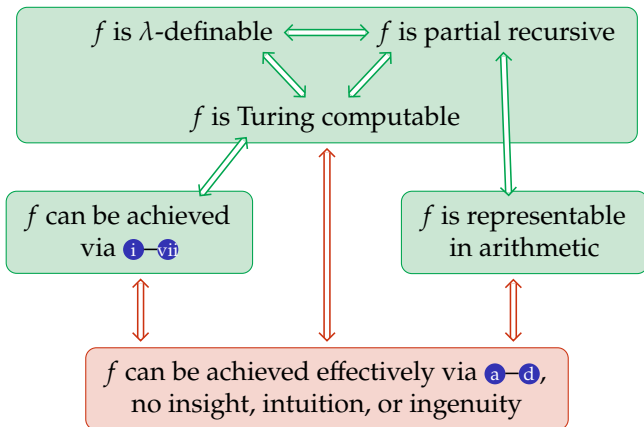 f is λ-definable
f is partial recursive
f is Turing computable
f can be achieved
via i–vii
f is representable
in arithmetic
f can be achieved effectively via a–d,
no insight, intuition, or ingenuity